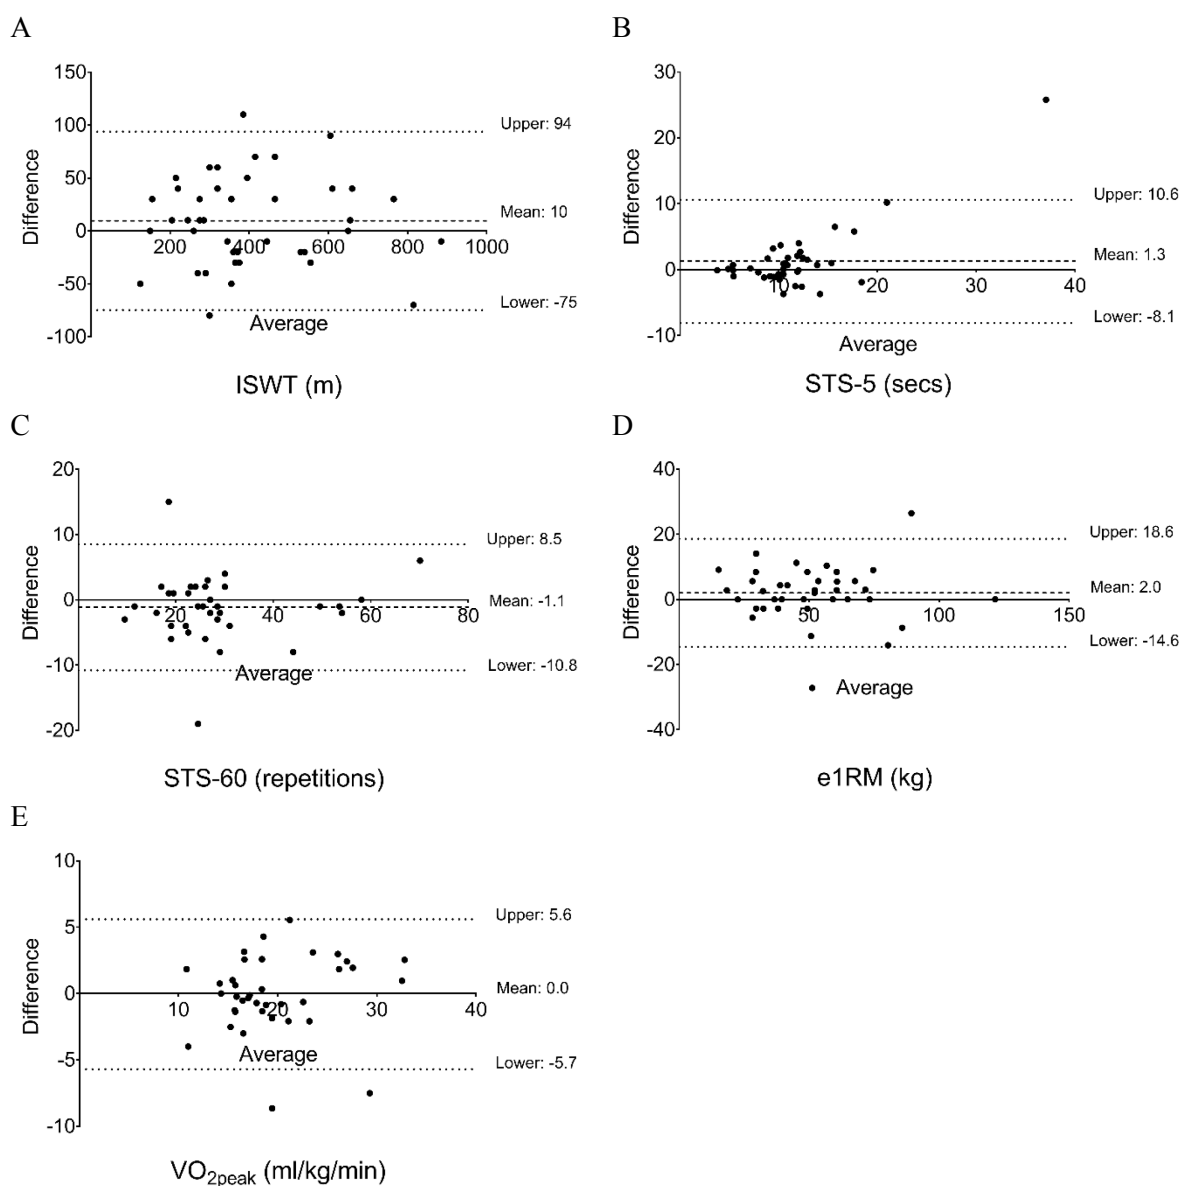 A
B
150
100
50
0
-50
-100
Difference
200
400
600
800
1000
Upper: 94
Mean: 10
Lower: -75
Average
ISWT (m)
30
20
10
0
-10
Difference
10
20
30
40
Upper: 10.6
Mean: 1.3
Lower: -8.1
Average
STS-5 (secs)
C
D
20
10
0
-10
-20
Difference
20
40
60
80
Upper: 8.5
Mean: -1.1
Lower: -10.8
Average
STS-60 (repetitions)
40
20
0
-20
-40
Difference
50
100
150
Upper: 18.6
Mean: 2.0
Lower: -14.6
Average
e1RM (kg)
E
10
5
0
-5
-10
Difference
10
20
30
40
Upper: 5.6
Mean: 0.0
Lower: -5.7
Average
VO2peak (ml/kg/min)